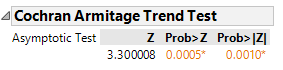 Cochran Armitage Trend Test
Asymptotic Test Z Prob>Z Prob>|Z|
3.300008 0.0005* 0.0010*